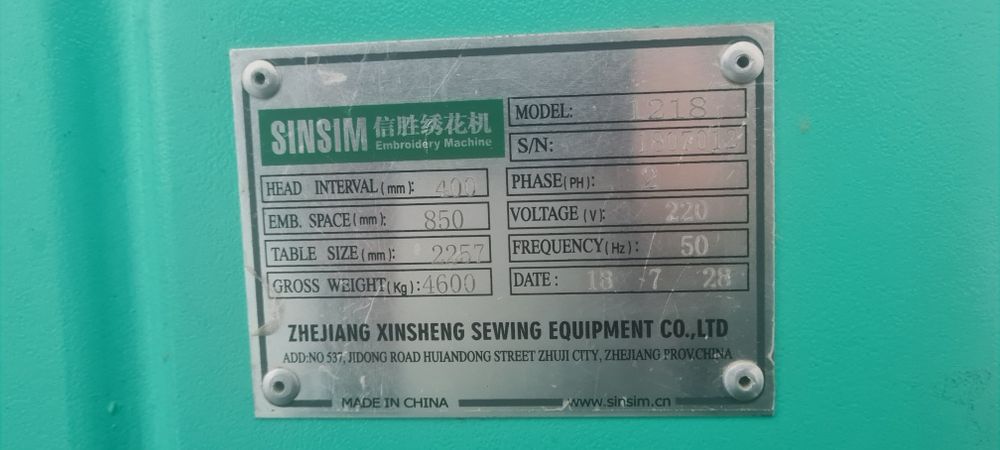 SINSIM 信胜绣花机
Embroidery Machine
HEAD INTERVAL(mm): 400
EMB. SPACE(mm): 850
TABLE SIZE(mm): 2257
GROSS WEIGHT(Kg): 4600
MODEL: 1218
S/N:
PHASE(PH): 2
VOLTAGE (V): 220
FREQUENCY(Hz): 50
DATE: 18 7 28
ZHEJIANG XINSHENG SEWING EQUIPMENT CO.,LTD
ADD:NO 537, JIDONG ROAD HUIANDONG STREET ZHUJI CITY, ZHEJIANG PROV.CHINA
MADE IN CHINA www.sinsim.cn